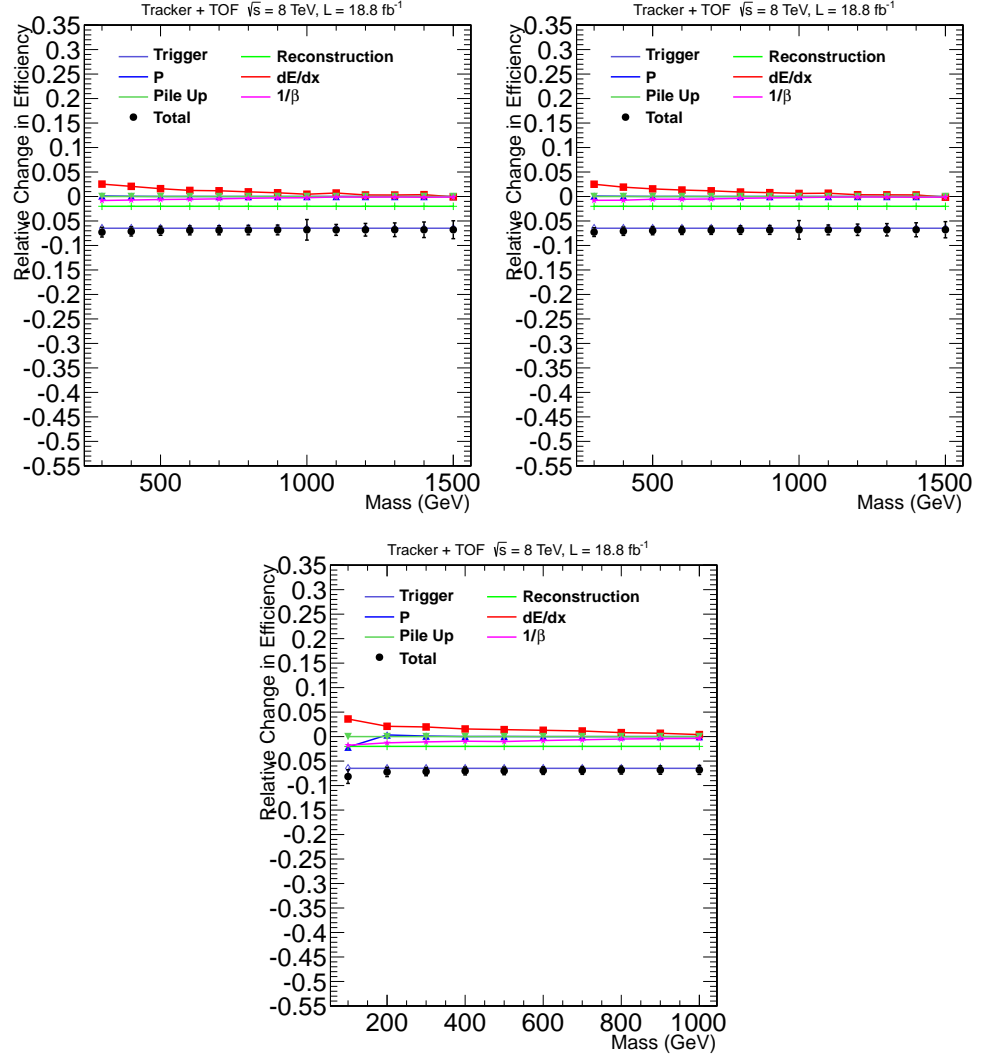 Tracker + TOF √s = 8 TeV, L = 18.8 fb⁻¹
Relative Change in Efficiency
Trigger
P
Pile Up
Total
Reconstruction
dE/dx
1/β
0.35
0.3
0.25
0.2
0.15
0.1
0.05
0
-0.05
-0.1
-0.15
-0.2
-0.25
-0.3
-0.35
-0.4
-0.45
-0.5
-0.55
500
1000
1500
Mass (GeV)
Tracker + TOF √s = 8 TeV, L = 18.8 fb⁻¹
Relative Change in Efficiency
Trigger
P
Pile Up
Total
Reconstruction
dE/dx
1/β
0.35
0.3
0.25
0.2
0.15
0.1
0.05
0
-0.05
-0.1
-0.15
-0.2
-0.25
-0.3
-0.35
-0.4
-0.45
-0.5
-0.55
500
1000
1500
Mass (GeV)
Tracker + TOF √s = 8 TeV, L = 18.8 fb⁻¹
Relative Change in Efficiency
Trigger
P
Pile Up
Total
Reconstruction
dE/dx
1/β
0.35
0.3
0.25
0.2
0.15
0.1
0.05
0
-0.05
-0.1
-0.15
-0.2
-0.25
-0.3
-0.35
-0.4
-0.45
-0.5
-0.55
200
400
600
800
1000
Mass (GeV)